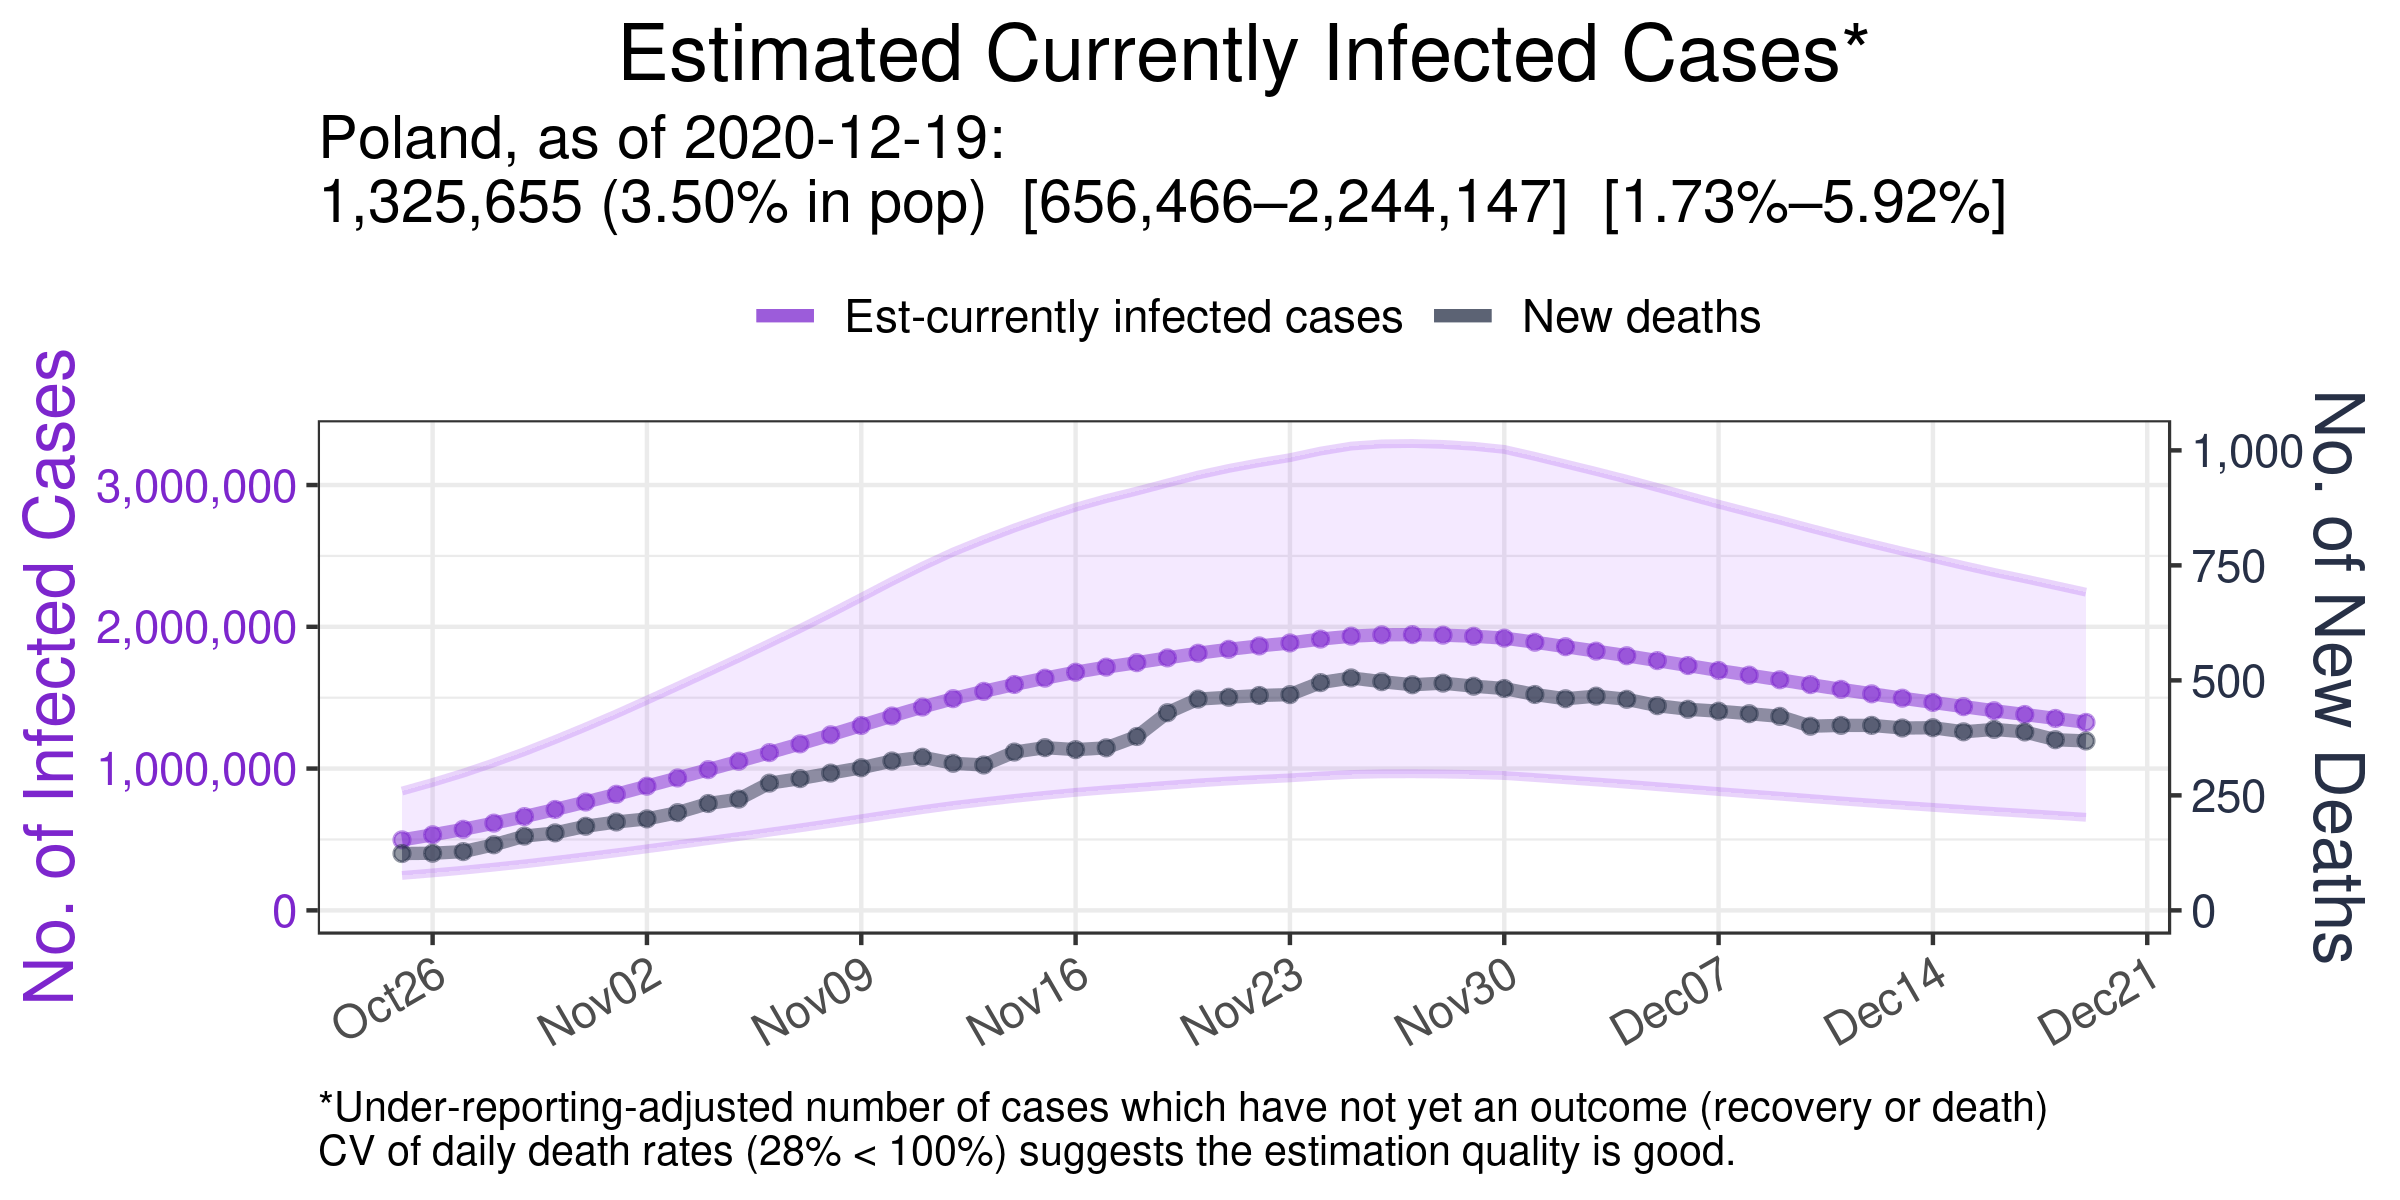 Estimated Currently Infected Cases*
Poland, as of 2020-12-19:
1,325,655 (3.50% in pop) [656,466–2,244,147] [1.73%–5.92%]
Est-currently infected cases New deaths
No. of Infected Cases
3,000,000
2,000,000
1,000,000
0
1,000
750
500
250
0
No. of New Deaths
Oct26 Nov02 Nov09 Nov16 Nov23 Nov30 Dec07 Dec14 Dec21
*Under-reporting-adjusted number of cases which have not yet an outcome (recovery or death)
CV of daily death rates (28% < 100%) suggests the estimation quality is good.